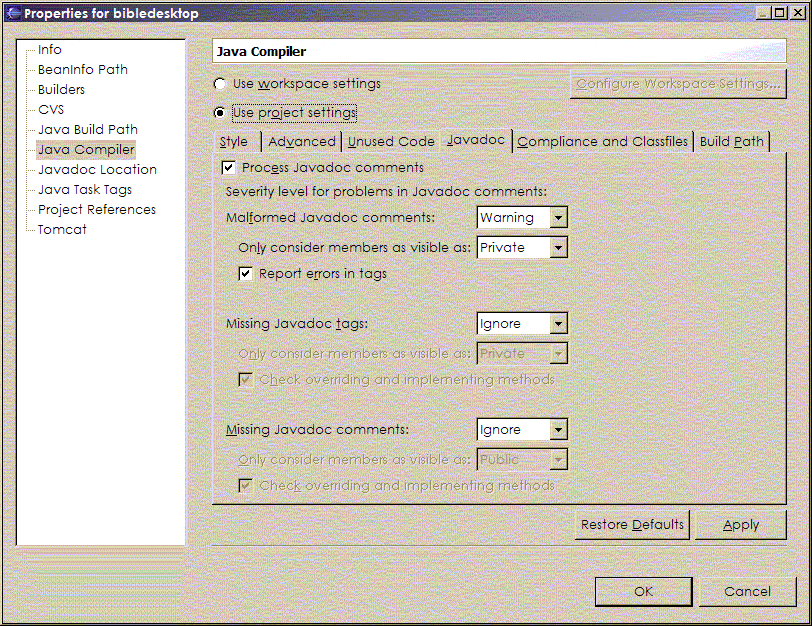 Properties for bibledesktop
Info
BeanInfo Path
Builders
CVS
Java Build Path
Java Compiler
Javadoc Location
Java Task Tags
Project References
Tomcat
Java Compiler
Use workspace settings
Configure Workspace Settings...
Use project settings
Style Advanced Unused Code Javadoc Compliance and Classfiles Build Path
Process Javadoc comments
Severity level for problems in Javadoc comments:
Malformed Javadoc comments: Warning
Only consider members as visible as: Private
Report errors in tags
Missing Javadoc tags: Ignore
Only consider members as visible as: Private
Check overriding and implementing methods
Missing Javadoc comments: Ignore
Only consider members as visible as: Public
Check overriding and implementing methods
Restore Defaults Apply
OK Cancel